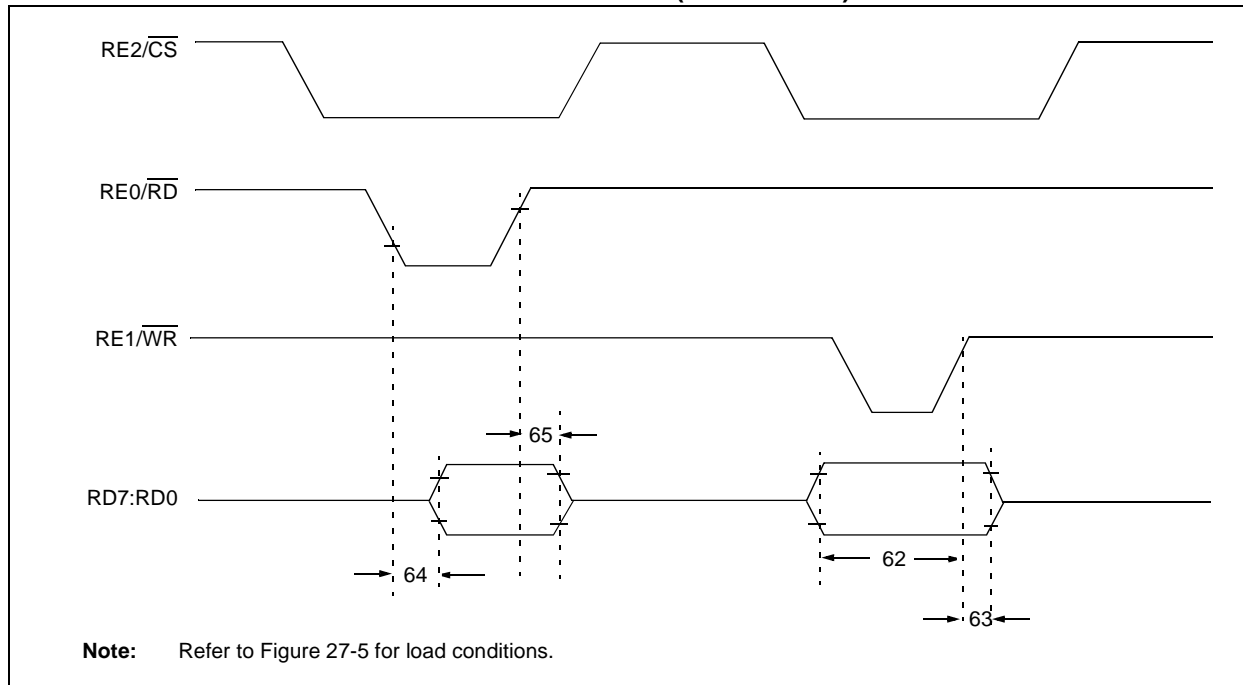 RE2/CS
RE0/RD
RE1/WR
65
RD7:RD0
62
64
63
Note: Refer to Figure 27-5 for load conditions.